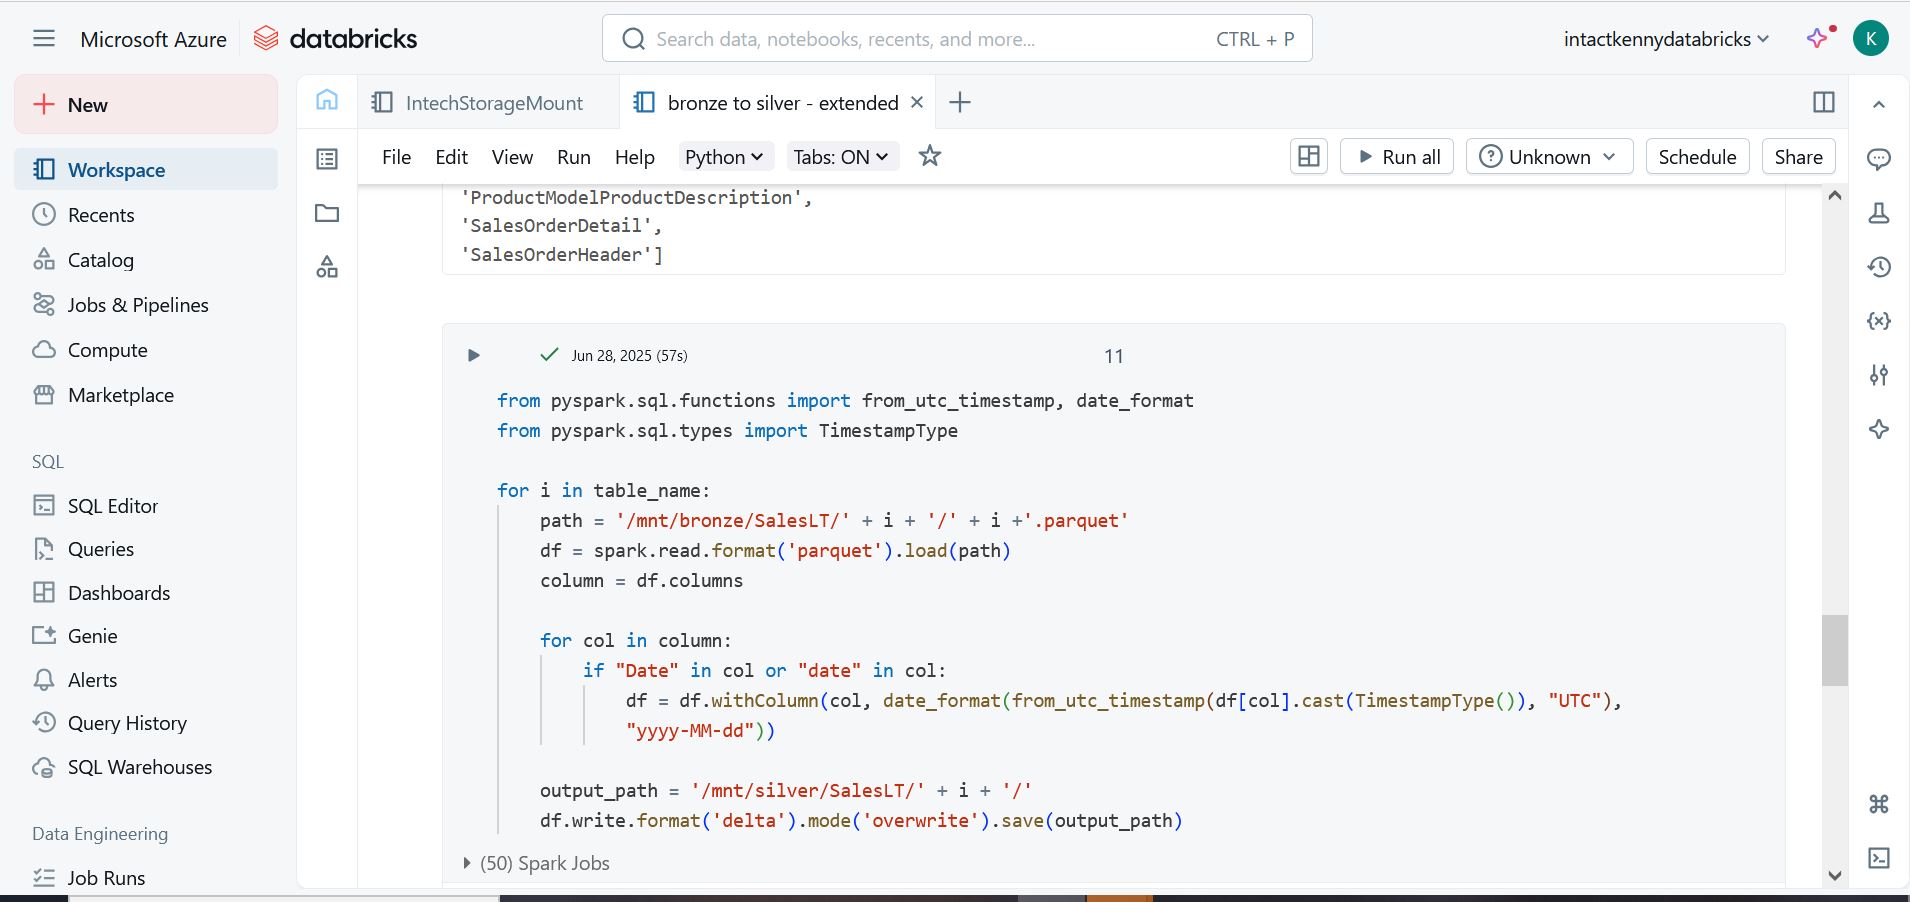 Microsoft Azure
databricks
Search data, notebooks, recents, and more...
CTRL + P
intactkennydatabricks
K
New
Workspace
Recents
Catalog
Jobs & Pipelines
Compute
Marketplace
SQL
SQL Editor
Queries
Dashboards
Genie
Alerts
Query History
SQL Warehouses
Data Engineering
Job Runs
IntechStorageMount
bronze to silver - extended
File Edit View Run Help Python Tabs: ON
Run all
Unknown
Schedule
Share
'ProductModelProductDescription',
'SalesOrderDetail',
'SalesOrderHeader']
Jun 28, 2025 (57s)
11
from pyspark.sql.functions import from_utc_timestamp, date_format
from pyspark.sql.types import TimestampType
for i in table_name:
    path = '/mnt/bronze/SalesLT/' + i + '/' + i +'.parquet'
    df = spark.read.format('parquet').load(path)
    column = df.columns
    for col in column:
        if "Date" in col or "date" in col:
            df = df.withColumn(col, date_format(from_utc_timestamp(df[col].cast(TimestampType()), "UTC"),
            "yyyy-MM-dd"))
    output_path = '/mnt/silver/SalesLT/' + i + '/'
    df.write.format('delta').mode('overwrite').save(output_path)
(50) Spark Jobs